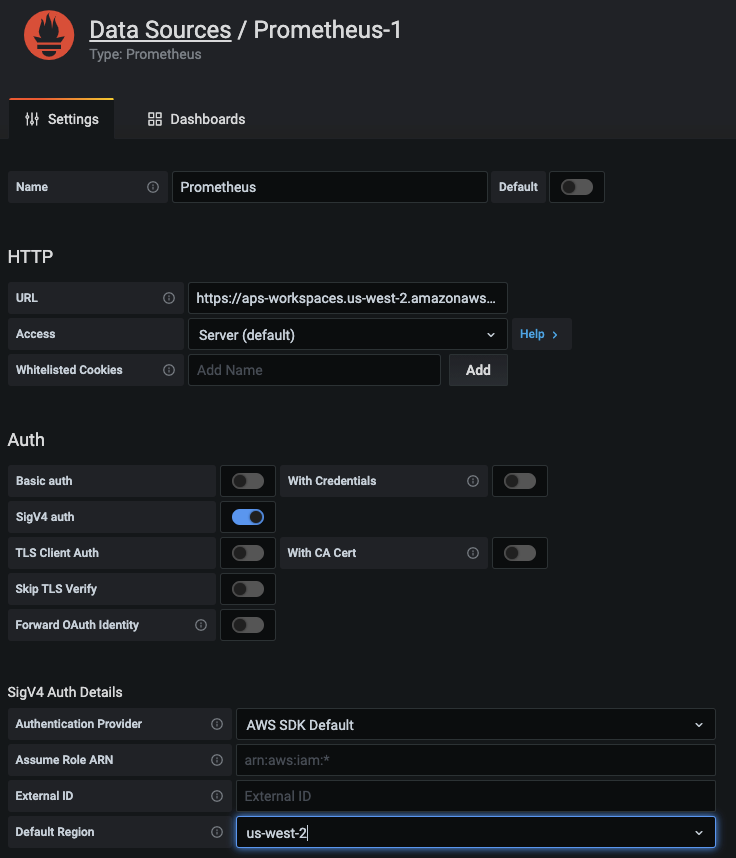 Data Sources / Prometheus-1
Type: Prometheus
Settings
Dashboards
Name
Prometheus
Default
HTTP
URL
https://aps-workspaces.us-west-2.amazonaws...
Access
Server (default)
Help
Whitelisted Cookies
Add Name
Add
Auth
Basic auth
With Credentials
SigV4 auth
TLS Client Auth
With CA Cert
Skip TLS Verify
Forward OAuth Identity
SigV4 Auth Details
Authentication Provider
AWS SDK Default
Assume Role ARN
arn:aws:iam:*
External ID
External ID
Default Region
us-west-2